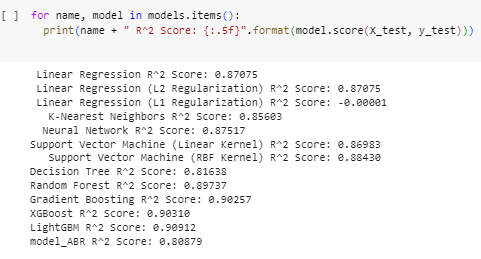 [ ] for name, model in models.items():
print(name + " R^2 Score: {:.5f}".format(model.score(X_test, y_test)))
Linear Regression R^2 Score: 0.87075
Linear Regression (L2 Regularization) R^2 Score: 0.87075
Linear Regression (L1 Regularization) R^2 Score: -0.00001
K-Nearest Neighbors R^2 Score: 0.85603
Neural Network R^2 Score: 0.87517
Support Vector Machine (Linear Kernel) R^2 Score: 0.86983
Support Vector Machine (RBF Kernel) R^2 Score: 0.88430
Decision Tree R^2 Score: 0.81638
Random Forest R^2 Score: 0.89737
Gradient Boosting R^2 Score: 0.90257
XGBoost R^2 Score: 0.90310
LightGBM R^2 Score: 0.90912
model_ABR R^2 Score: 0.80879